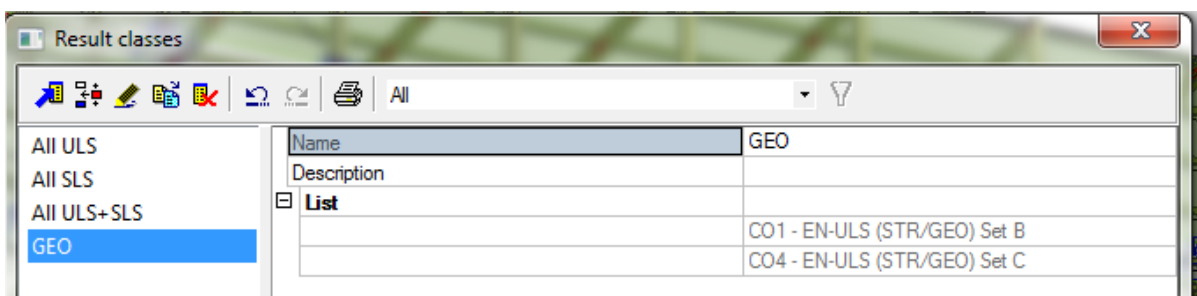 Result classes
All
All ULS
All SLS
All ULS+SLS
GEO
Name GEO
Description
List
CO1 - EN-ULS (STR/GEO) Set B
CO4 - EN-ULS (STR/GEO) Set C